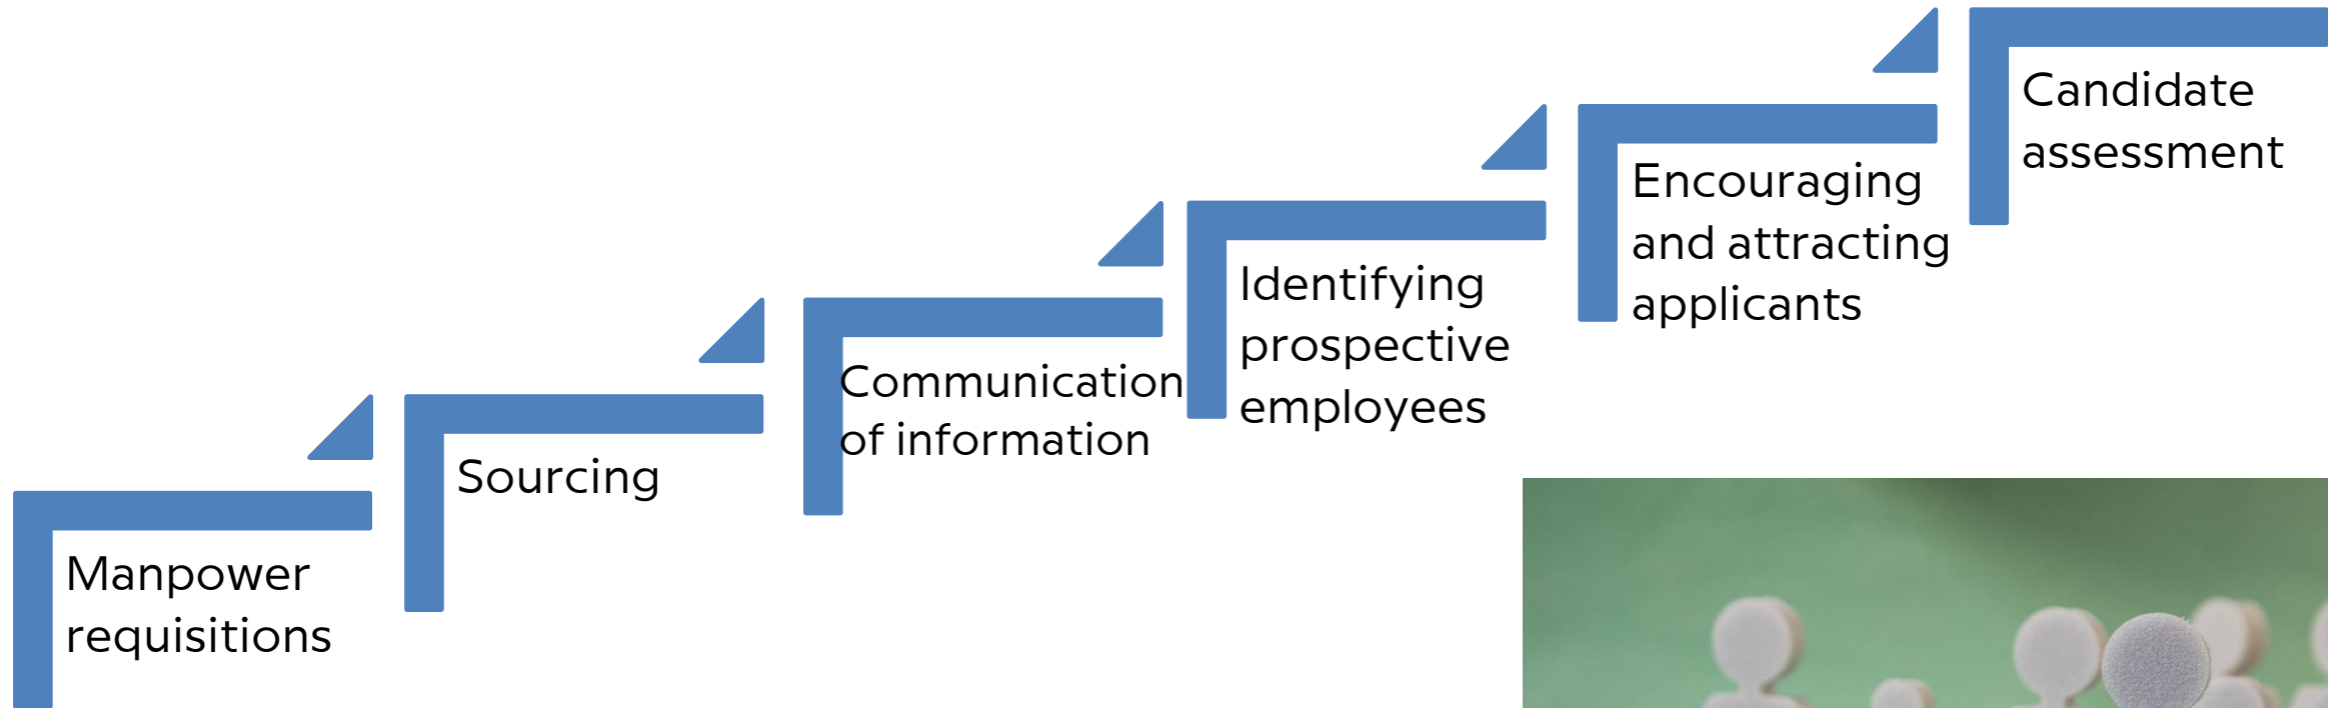 Manpower
requisitions
Sourcing
Communication
of information
Identifying
prospective
employees
Encouraging
and attracting
applicants
Candidate
assessment